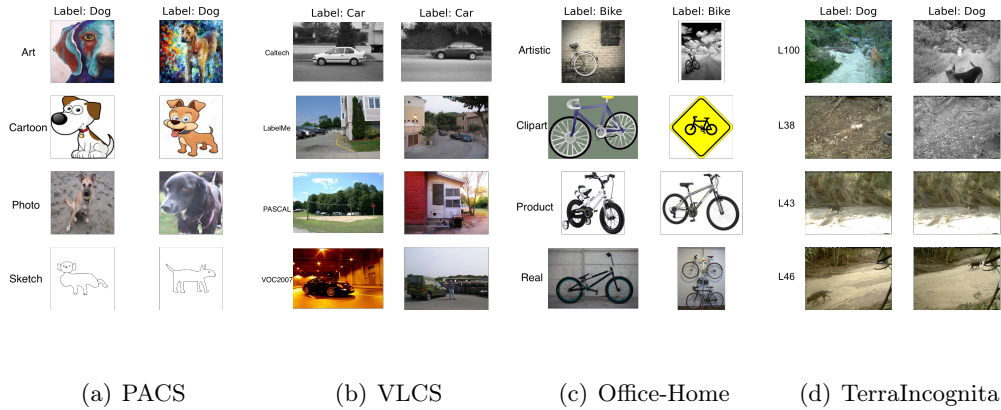 Label: Dog Label: Dog
Art
Cartoon
Photo
Sketch
(a) PACS
Label: Car Label: Car
Caltech
LabelMe
PASCAL
VOC2007
(b) VLCS
Label: Bike Label: Bike
Artistic
Clipart
Product
Real
(c) Office-Home
Label: Dog Label: Dog
L100
L38
L43
L46
(d) TerraIncognita